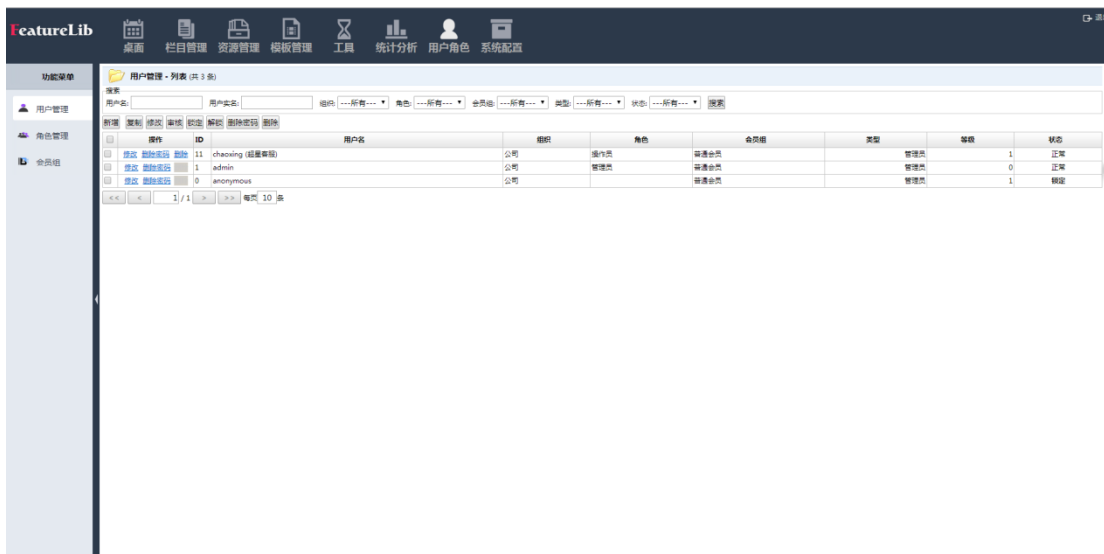 FeatureLib
桌面 栏目管理 资源管理 模板管理 工具 统计分析 用户角色 系统配置
功能菜单
用户管理
角色管理
会员组
用户管理 - 列表 (共 3 条)
搜索
用户名: 用户实名: 组织: ---所有--- 角色: ---所有--- 会员组: ---所有--- 类型: ---所有--- 状态: ---所有--- 搜索
新增 复制 修改 审核 锁定 解锁 删除密码 删除
操作 ID 用户名 组织 角色 会员组 类型 等级 状态
修改 删除密码 删除 11 chaoxing (超星客服) 公司 操作员 普通会员 管理员 1 正常
修改 删除密码 1 admin 公司 管理员 普通会员 管理员 0 正常
修改 删除密码 0 anonymous 公司 普通会员 管理员 1 锁定
<< < 1 / 1 > >> 每页 10 条